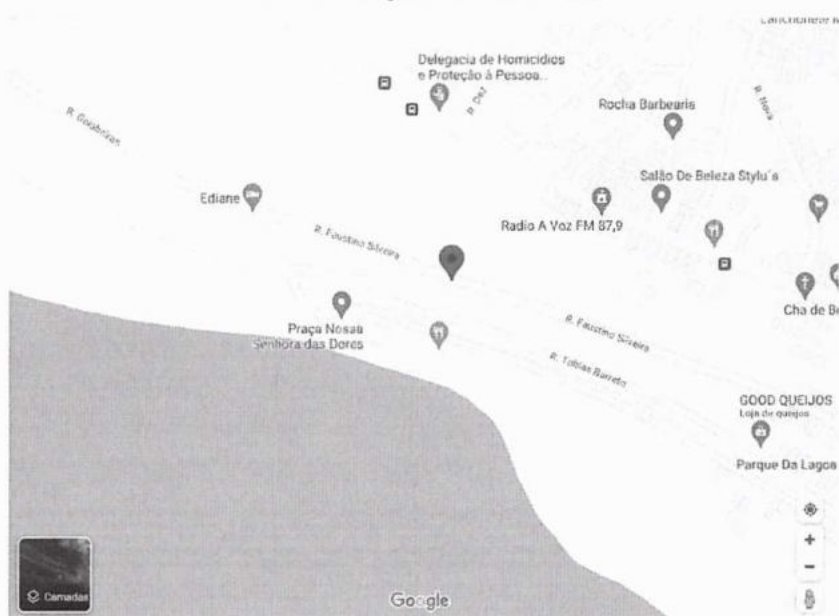 Delegacia de Homicídios
e Proteção à Pessoa...
R. Dez
Rocha Barbearia
R. Nova
R. Goiabeiras
Salão De Beleza Stylu´s
Ediane
Radio A Voz FM 87,9
R. Faustino Silveira
Cha de Be
Praça Nossa
Senhora das Dores
R. Faustino Silveira
R. Tobias Barreto
GOOD QUEIJOS
Loja de queijos
Parque Da Lagoa
Camadas
Google